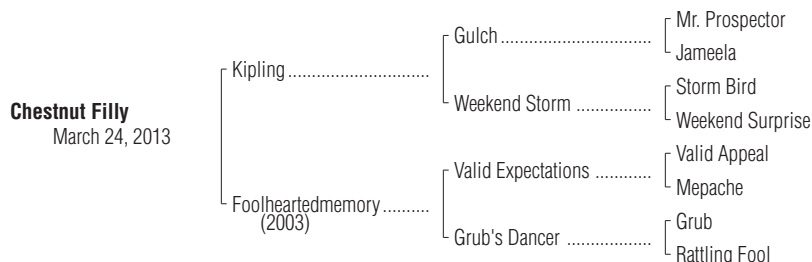 Chestnut Filly
March 24, 2013
Kipling
Foolheartedmemory
(2003)
Gulch
Weekend Storm
Valid Expectations
Grub's Dancer
Mr. Prospector
Jameela
Storm Bird
Weekend Surprise
Valid Appeal
Mepache
Grub
Rattling Fool